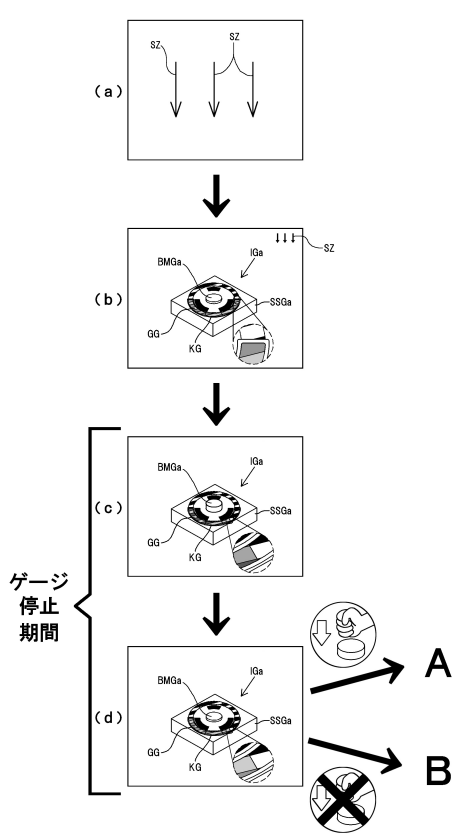 SZ
SZ
(a)
SZ
IGa
BMGa
(b)
SSGa
GG
KG
IGa
BMGa
(c)
SSGa
GG
KG
ゲージ
停止
期間
IGa
BMGa
A
(d)
SSGa
GG
KG
B